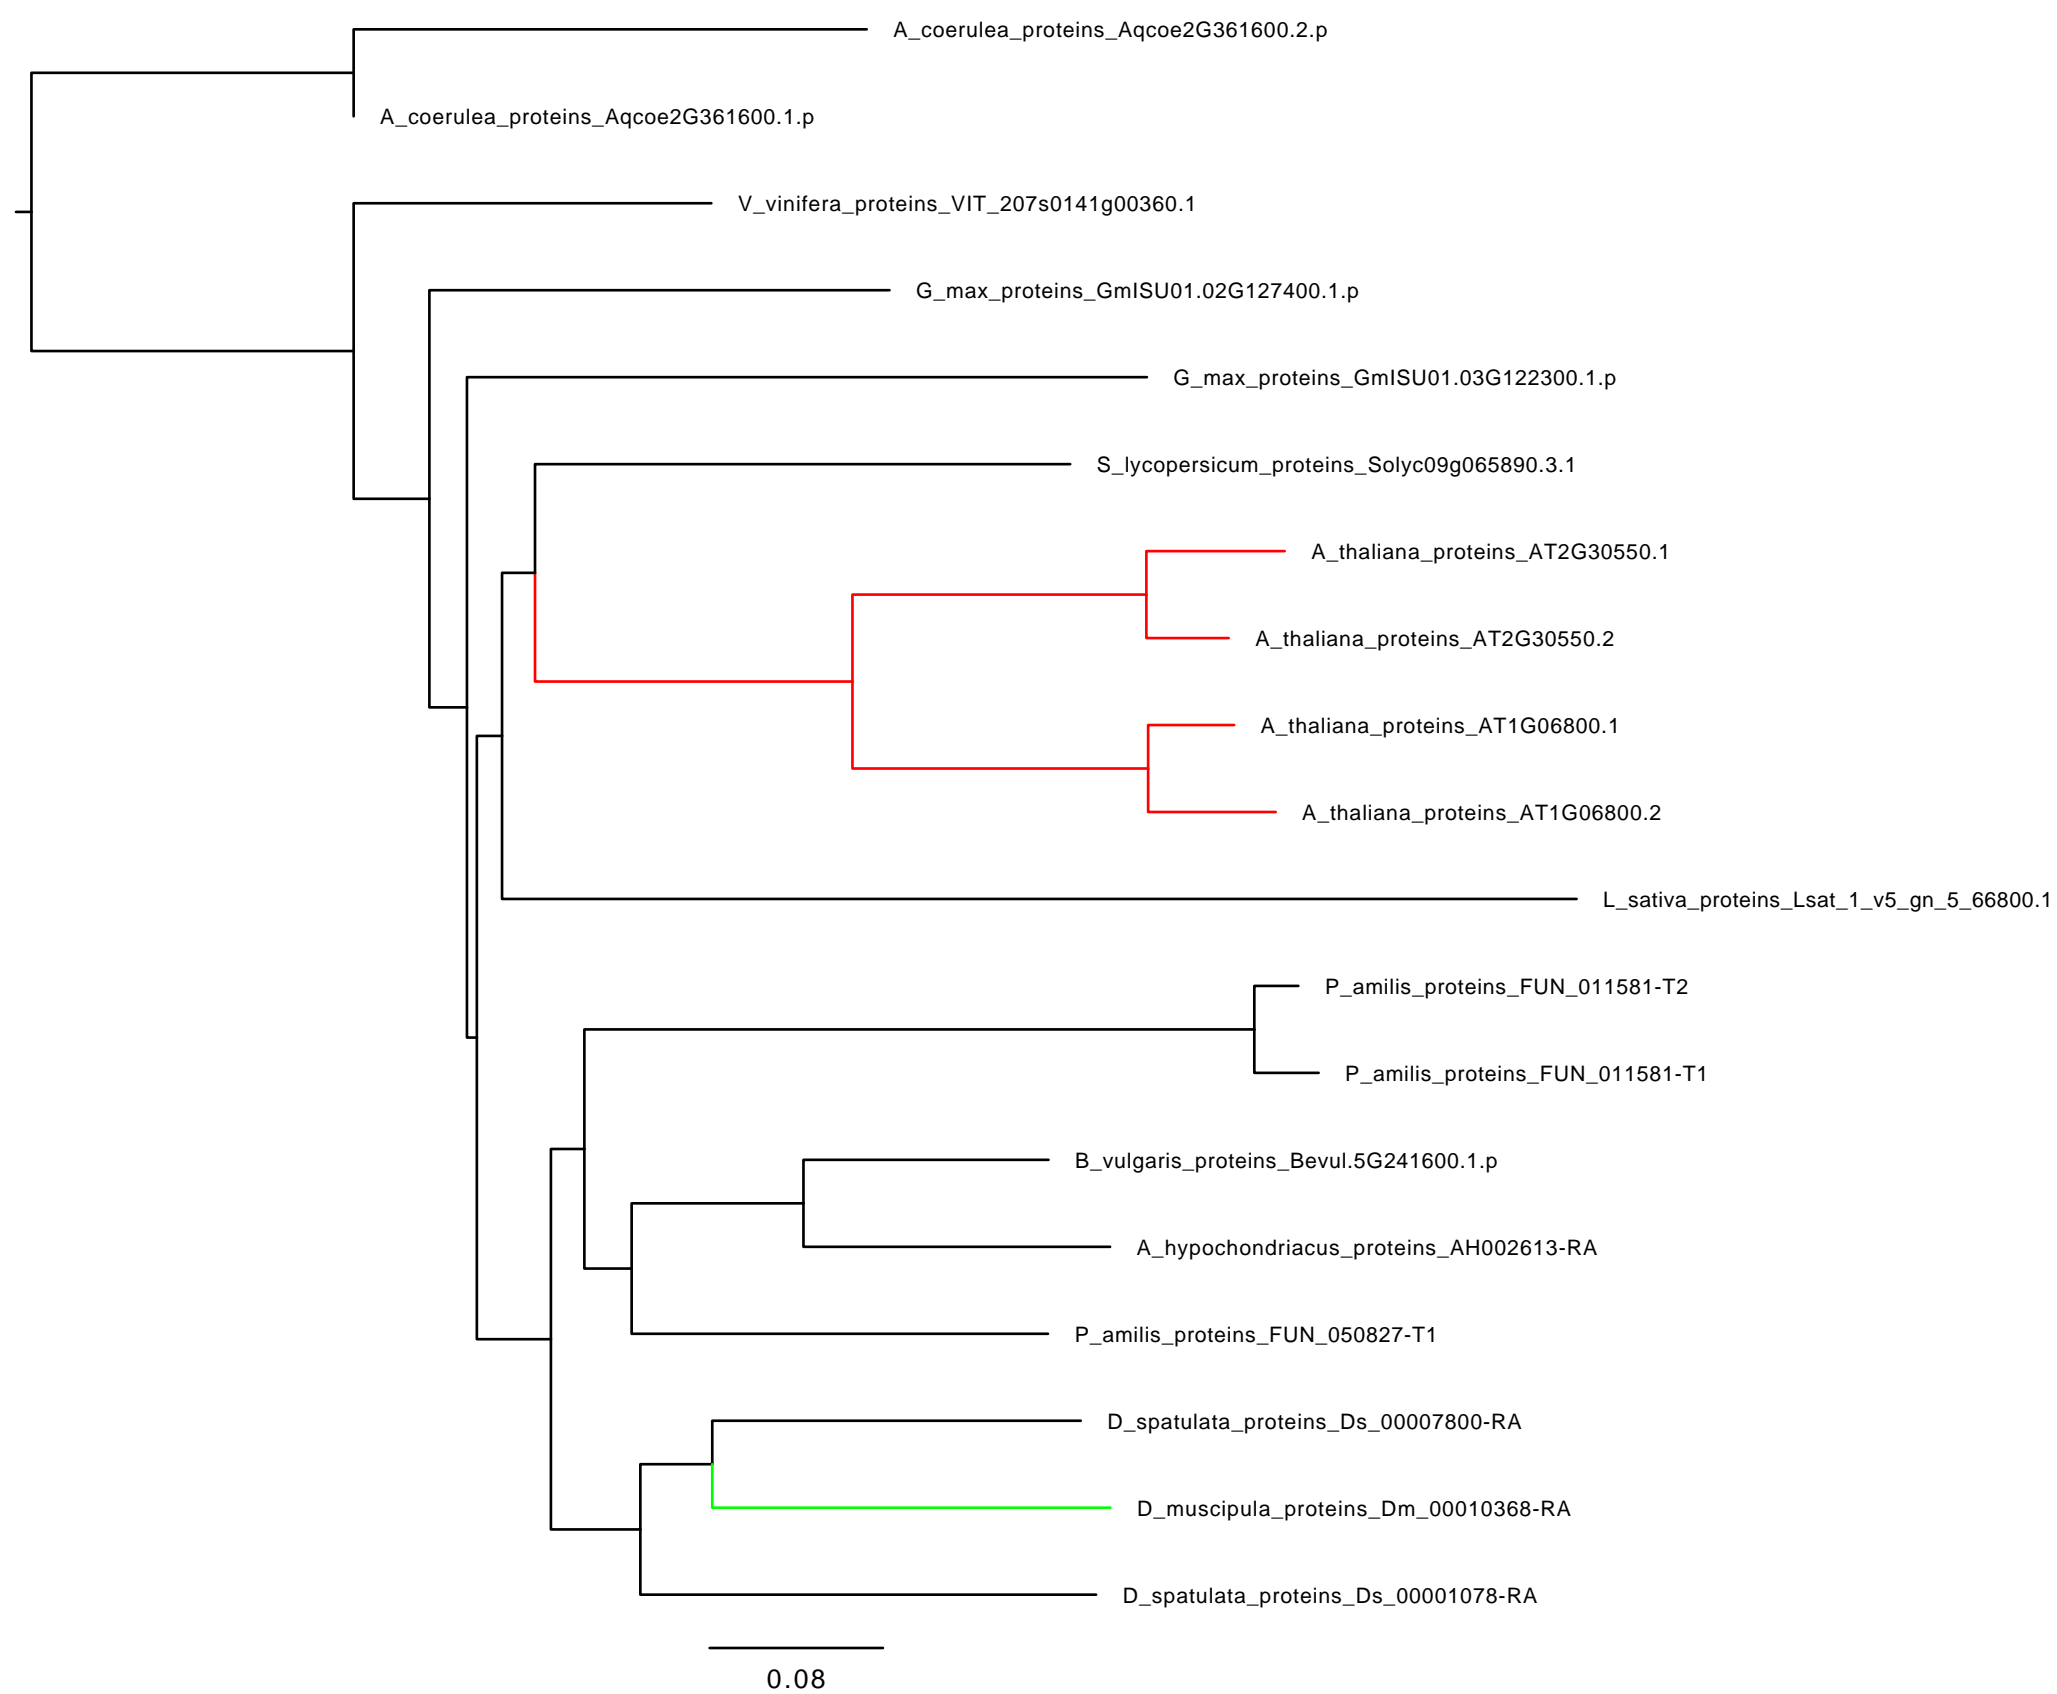 A_coerulea_proteins_Aqcoe2G361600.2.p
A_coerulea_proteins_Aqcoe2G361600.1.p
V_vinifera_proteins_VIT_207s0141g00360.1
G_max_proteins_GmISU01.02G127400.1.p
G_max_proteins_GmISU01.03G122300.1.p
S_lycopersicum_proteins_Solyc09g065890.3.1
A_thaliana_proteins_AT2G30550.1
A_thaliana_proteins_AT2G30550.2
A_thaliana_proteins_AT1G06800.1
A_thaliana_proteins_AT1G06800.2
L_sativa_proteins_Lsat_1_v5_gn_5_66800.1
P_amilis_proteins_FUN_011581-T2
P_amilis_proteins_FUN_011581-T1
B_vulgaris_proteins_Bevul.5G241600.1.p
A_hypochondriacus_proteins_AH002613-RA
P_amilis_proteins_FUN_050827-T1
D_spatulata_proteins_Ds_00007800-RA
D_muscipula_proteins_Dm_00010368-RA
D_spatulata_proteins_Ds_00001078-RA
0.08